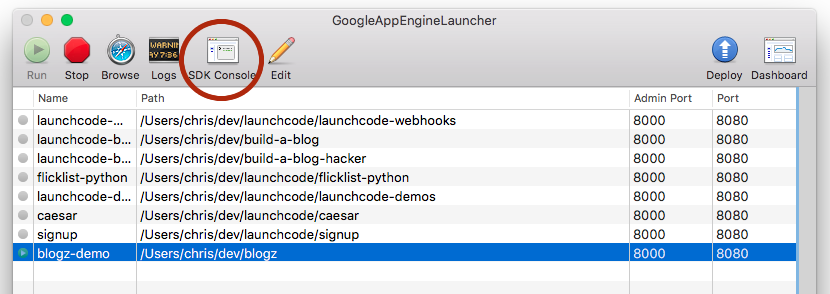 GoogleAppEngineLauncher
WARNIN
AY 7:36
Run Stop Browse Logs SDK Console Edit Deploy Dashboard
Name Path Admin Port Port
launchcode-... /Users/chris/dev/launchcode/launchcode-webhooks 8000 8080
launchcode-b... /Users/chris/dev/build-a-blog 8000 8080
launchcode-b... /Users/chris/dev/build-a-blog-hacker 8000 8080
flicklist-python /Users/chris/dev/launchcode/flicklist-python 8000 8080
launchcode-d... /Users/chris/dev/launchcode/launchcode-demos 8000 8080
caesar /Users/chris/dev/launchcode/caesar 8000 8080
signup /Users/chris/dev/launchcode/signup 8000 8080
blogz-demo /Users/chris/dev/blogz 8000 8080